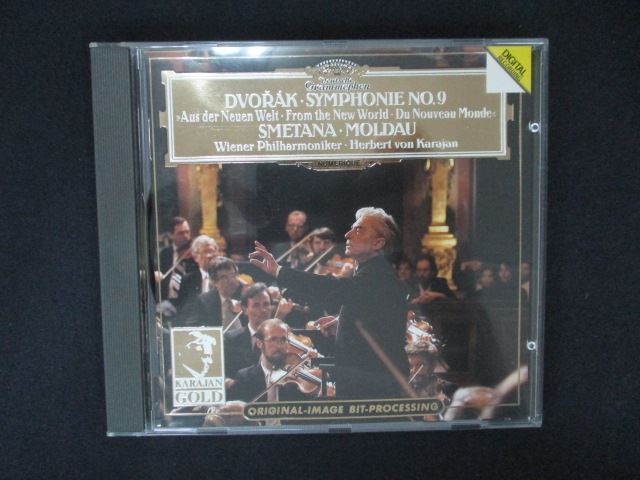 Deutsche
Grammophon
DIGITAL
RECORDING
DVOŘÁK · SYMPHONIE NO. 9
»Aus der Neuen Welt · From the New World · Du Nouveau Monde«
SMETANA · MOLDAU
Wiener Philharmoniker · Herbert von Karajan
NUMERIQUE
KARAJAN
GOLD
ORIGINAL-IMAGE BIT-PROCESSING